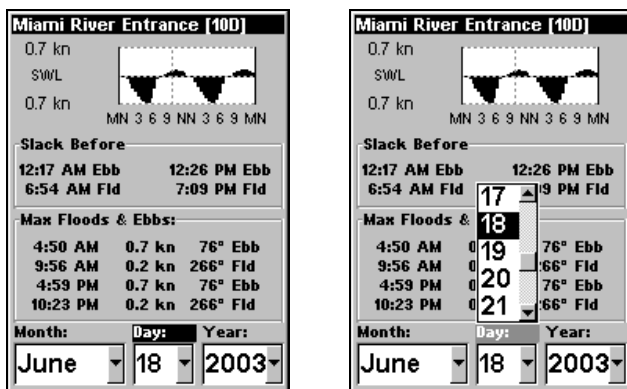 Miami River Entrance [10D]
0.7 kn
SWL
0.7 kn
MN 3 6 9 NN 3 6 9 MN
Slack Before
12:17 AM Ebb 12:26 PM Ebb
6:54 AM Fld 7:09 PM Fld
Max Floods & Ebbs:
4:50 AM 0.7 kn 76° Ebb
9:56 AM 0.2 kn 266° Fld
4:59 PM 0.7 kn 76° Ebb
10:23 PM 0.2 kn 266° Fld
Month: Day: Year:
June 18 2003
Miami River Entrance [10D]
0.7 kn
SWL
0.7 kn
MN 3 6 9 NN 3 6 9 MN
Slack Before
12:17 AM Ebb 12:26 PM Ebb
6:54 AM Fld 9 PM Fld
Max Floods &
4:50 AM 76° Ebb
9:56 AM 66° Fld
4:59 PM 76° Ebb
10:23 PM 66° Fld
17
18
19
20
21
Month: Day: Year:
June 18 2003